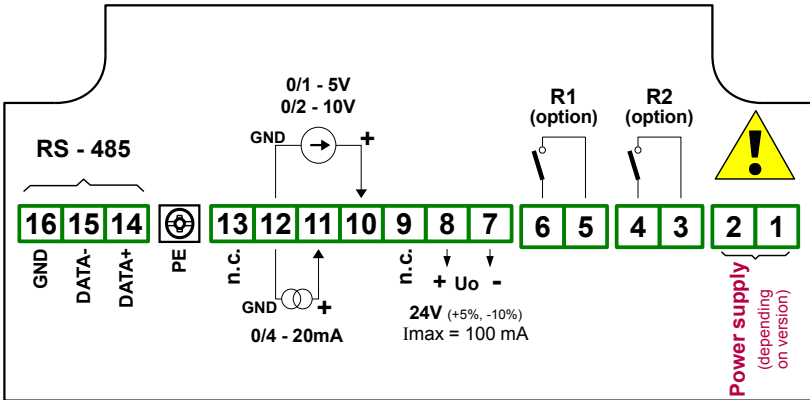 0/1 - 5V
0/2 - 10V
GND +
R1
(option)
R2
(option)
!
RS - 485
16 15 14 13 12 11 10 9 8 7 6 5 4 3 2 1
GND
DATA-
DATA+
PE
n.c.
GND +
0/4 - 20mA
n.c.
+ Uo -
24V (+5%, -10%)
Imax = 100 mA
Power supply
(depending
on version)